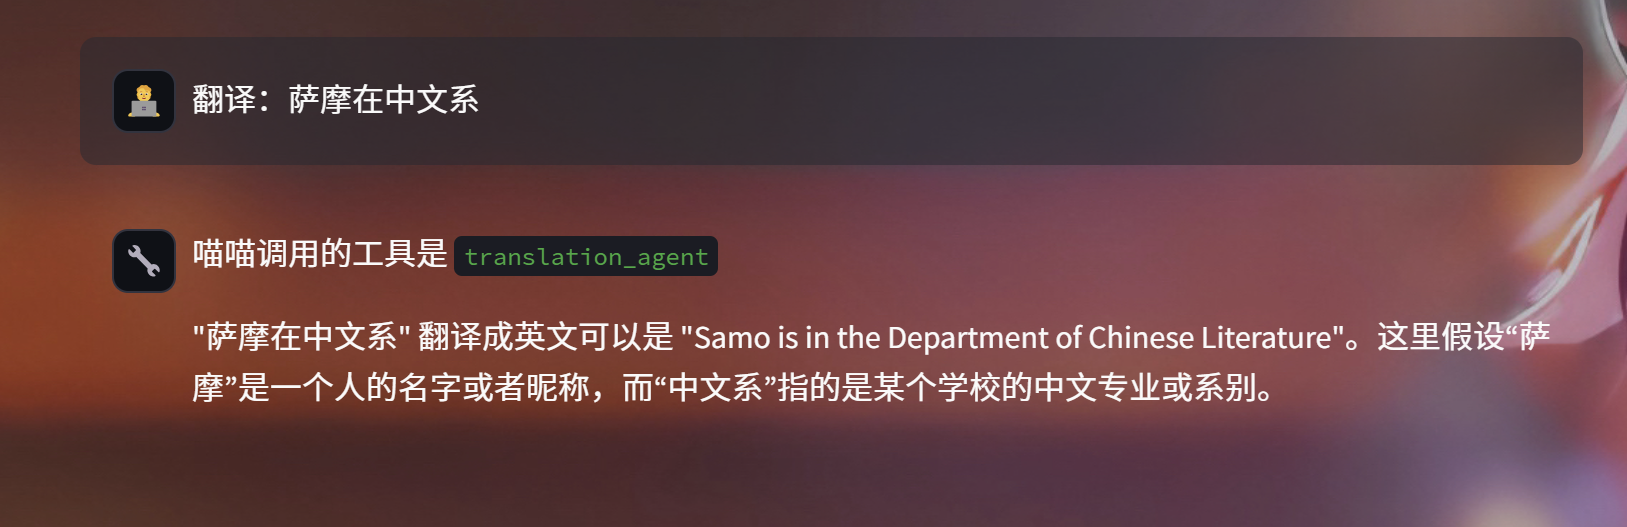 翻译：萨摩在中文系
喵喵调用的工具是 translation_agent
"萨摩在中文系" 翻译成英文可以是 "Samo is in the Department of Chinese Literature"。这里假设“萨
摩”是一个人的名字或者昵称，而“中文系”指的是某个学校的中文专业或系别。